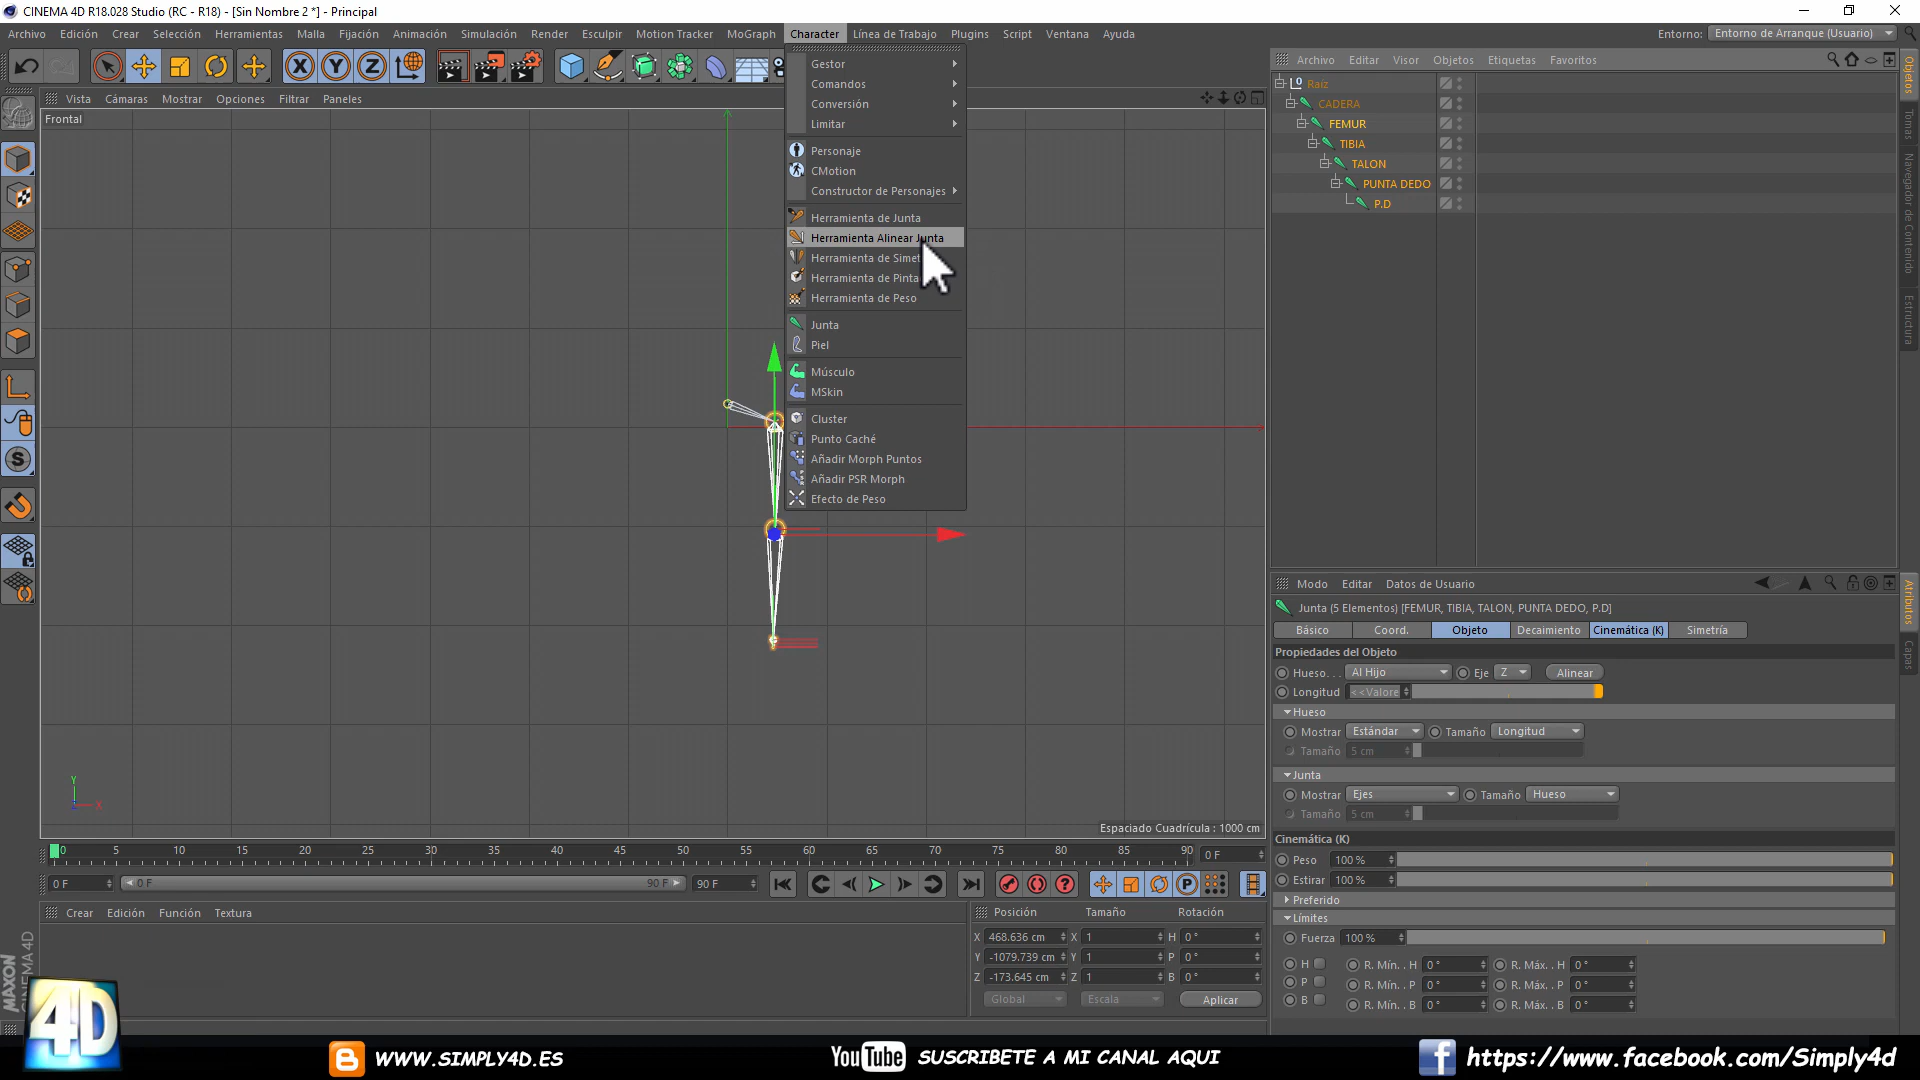 CINEMA 4D R18.028 Studio (RC - R18) - [Sin Nombre 2 *] - Principal
Archivo Edición Crear Selección Herramientas Malla Fijación Animación Simulación Render Esculpir Motion Tracker MoGraph Character Línea de Trabajo Plugins Script Ventana Ayuda Entorno: Entorno de Arranque (Usuario)
Vista Cámaras Mostrar Opciones Filtrar Paneles
Frontal
Gestor
Comandos
Conversión
Limitar
Personaje
CMotion
Constructor de Personajes
Herramienta de Junta
Herramienta Alinear Junta
Herramienta de Simet
Herramienta de Pinta
Herramienta de Peso
Junta
Piel
Músculo
MSkin
Cluster
Punto Caché
Añadir Morph Puntos
Añadir PSR Morph
Efecto de Peso
Y
X
Espaciado Cuadrícula : 1000 cm
Archivo Editar Visor Objetos Etiquetas Favoritos
Raíz
CADERA
FEMUR
TIBIA
TALON
PUNTA DEDO
P.D
Objetos
Tomas
Navegador de Contenido
Estructura
Modo Editar Datos de Usuario
Junta (5 Elementos) [FEMUR, TIBIA, TALON, PUNTA DEDO, P.D]
Básico Coord. Objeto Decaimiento Cinemática (K) Simetría
Propiedades del Objeto
Hueso. . . Al Hijo Eje Z Alinear
Longitud <<Valore
Hueso
Mostrar Estándar Tamaño Longitud
Tamaño 5 cm
Junta
Mostrar Ejes Tamaño Hueso
Tamaño 5 cm
Cinemática (K)
Peso 100 %
Estirar 100 %
Preferido
Límites
Fuerza 100 %
H R. Mín. . H 0 ° R. Máx. . H 0 °
P R. Mín. . P 0 ° R. Máx. . P 0 °
B R. Mín. . B 0 ° R. Máx. . B 0 °
Atributos
Capas
0 5 10 15 20 25 30 35 40 45 50 55 60 65 70 75 80 85 90 0 F
0 F 0 F 90 F 90 F
Crear Edición Función Textura
Posición Tamaño Rotación
X 468.636 cm X 1 H 0 °
Y -1079.739 cm Y 1 P 0 °
Z -173.645 cm Z 1 B 0 °
Global Escala Aplicar
MAXON
CINEMA 4D
4D
WWW.SIMPLY4D.ES
YouTube SUSCRIBETE A MI CANAL AQUI
https://www.facebook.com/Simply4d